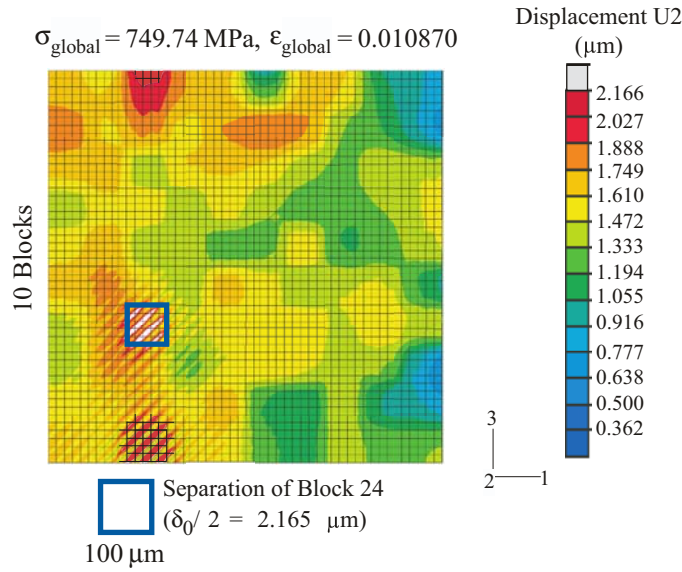 σglobal = 749.74 MPa, εglobal = 0.010870
Displacement U2
(µm)
2.166
2.027
1.888
1.749
1.610
1.472
1.333
1.194
1.055
0.916
0.777
0.638
0.500
0.362
10 Blocks
3
2
1
Separation of Block 24
(δ0/ 2 = 2.165 µm)
100 µm